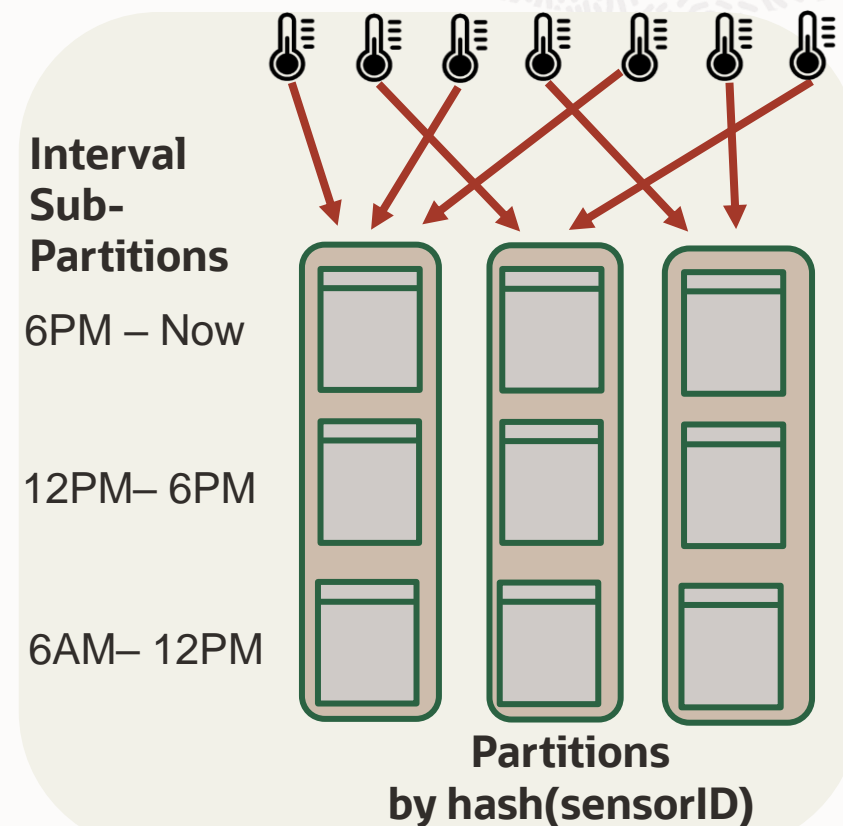 Interval
Sub-
Partitions
6PM – Now
12PM– 6PM
6AM– 12PM
Partitions
by hash(sensorID)